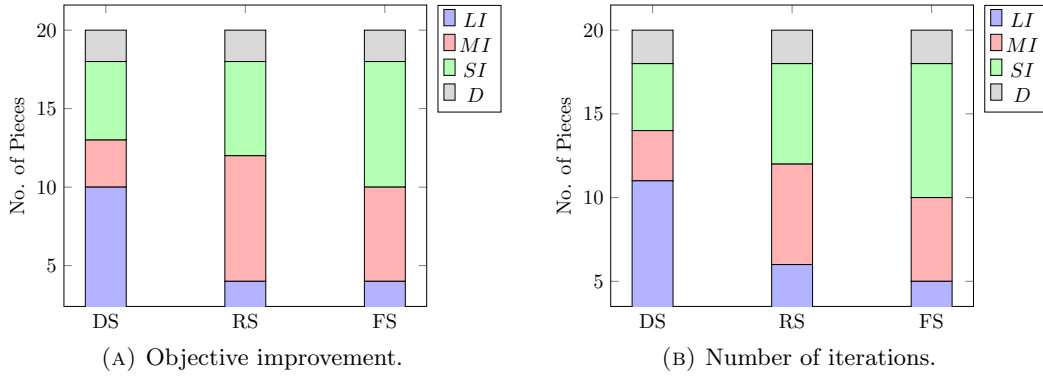 20
15
10
5
No. of Pieces
DS RS FS
LI
MI
SI
D
(A) Objective improvement.
20
15
10
5
No. of Pieces
DS RS FS
LI
MI
SI
D
(B) Number of iterations.